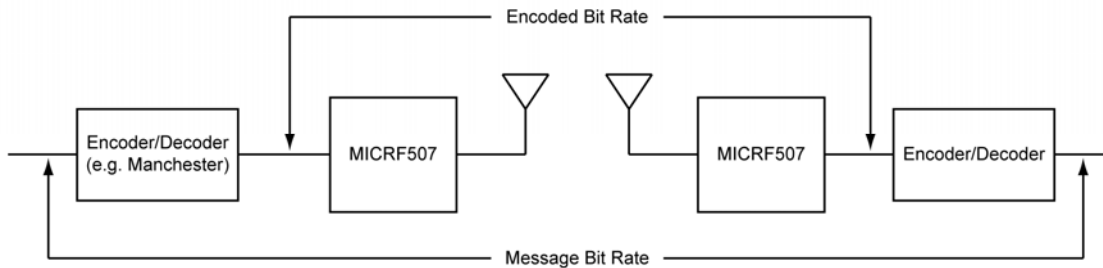 Encoded Bit Rate
Encoder/Decoder
(e.g. Manchester)
MICRF507
MICRF507
Encoder/Decoder
Message Bit Rate